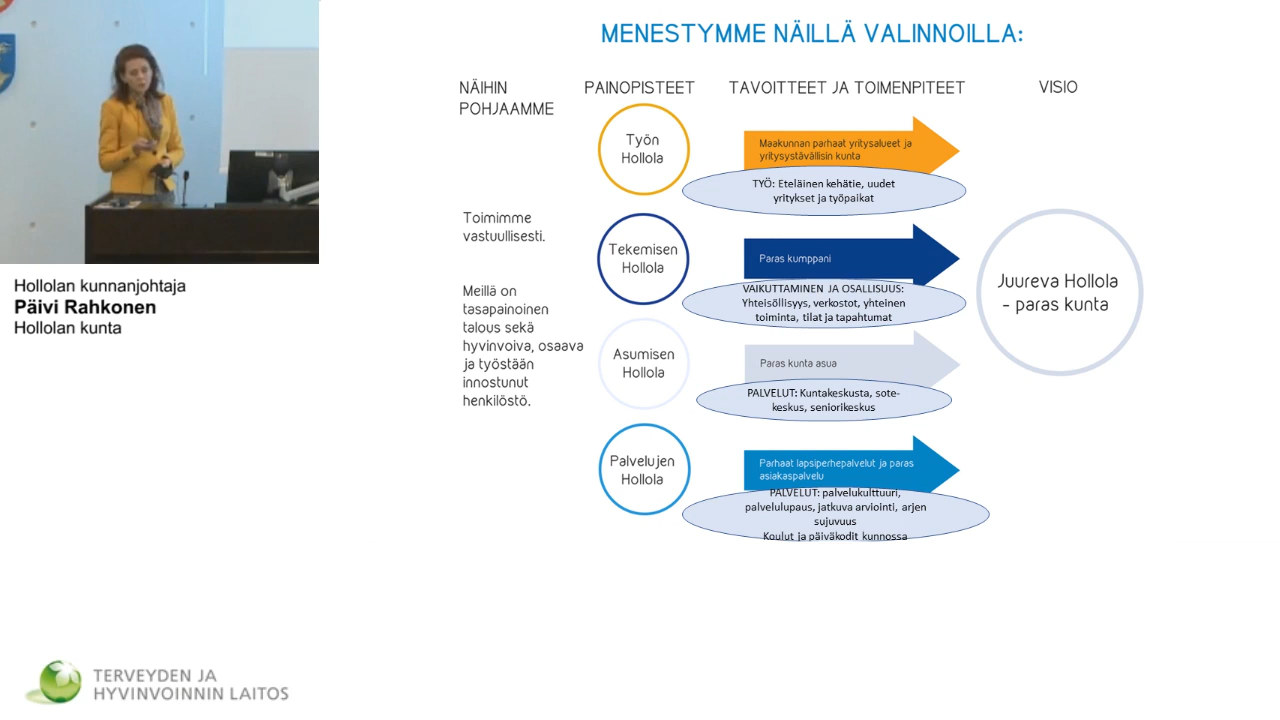 MENESTYMME NÄILLÄ VALINNOILLA:
NÄIHIN
POHJAAMME
PAINOPISTEET
TAVOITTEET JA TOIMENPITEET
VISIO
Toimimme
vastuullisesti.
Meillä on
tasapainoinen
talous sekä
hyvinvoiva, osaava
ja työstään
innostunut
henkilöstö.
Työn
Hollola
Maakunnan parhaat yritysalueet ja
yritysystävällisin kunta
TYÖ: Eteläinen kehätie, uudet
yritykset ja työpaikat
Tekemisen
Hollola
Paras kumppani
VAIKUTTAMINEN JA OSALLISUUS:
Yhteisöllisyys, verkostot, yhteinen
toiminta, tilat ja tapahtumat
Asumisen
Hollola
Paras kunta asua
PALVELUT: Kuntakeskusta, sote-
keskus, seniorikeskus
Palvelujen
Hollola
Parhaat lapsiperhepalvelut ja paras
asiakaspalvelu
PALVELUT: palvelukulttuuri,
palvelulupaus, jatkuva arviointi, arjen
sujuvuus
Koulut ja päiväkodit kunnossa
Juureva Hollola
- paras kunta
Hollolan kunnanjohtaja
Päivi Rahkonen
Hollolan kunta
TERVEYDEN JA
HYVINVOINNIN LAITOS